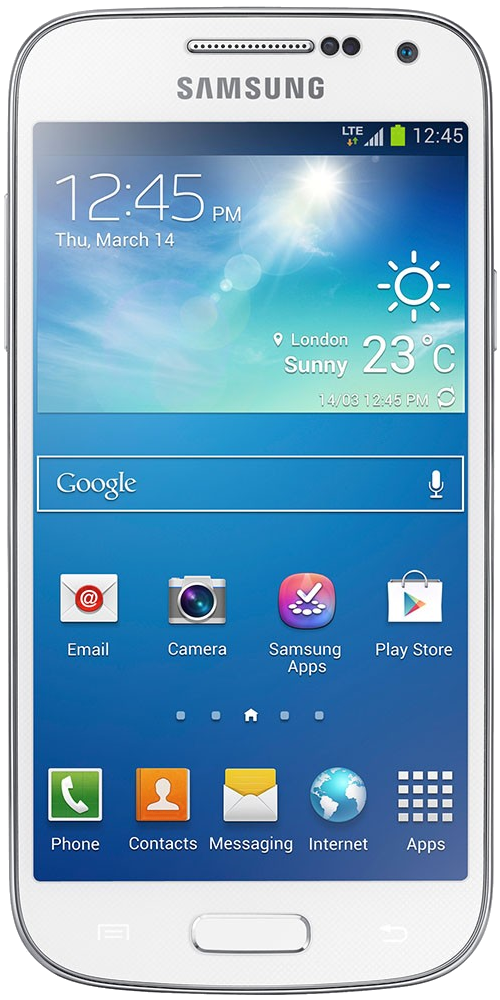 SAMSUNG
LTE 12:45
12:45 PM
Thu, March 14
London
Sunny 23°C
14/03 12:45 PM
Google
Email Camera Samsung Apps Play Store
Phone Contacts Messaging Internet Apps